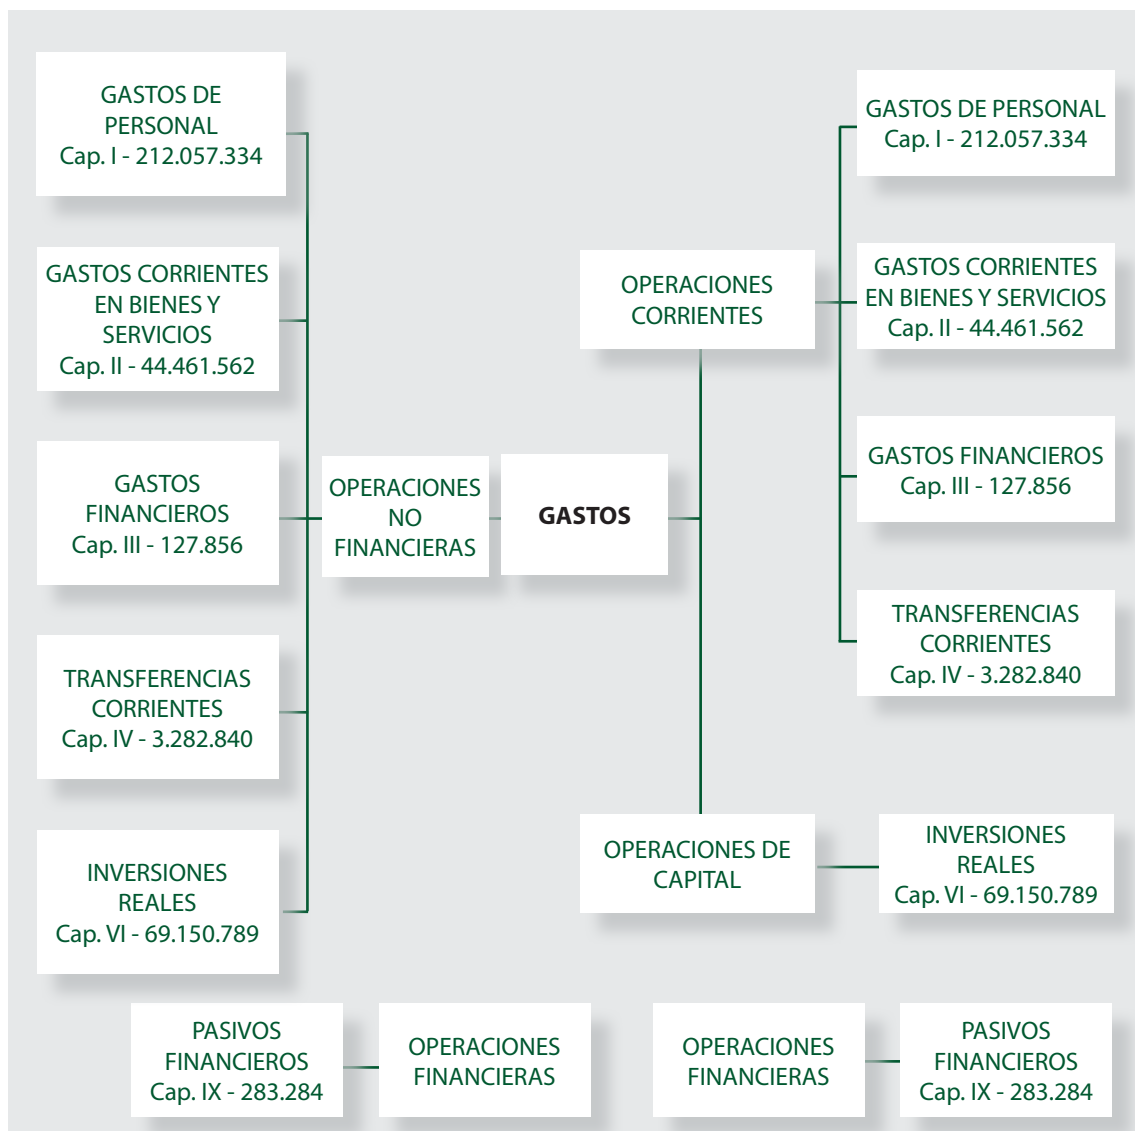 GASTOS DE
PERSONAL
Cap. I - 212.057.334
GASTOS CORRIENTES
EN BIENES Y
SERVICIOS
Cap. II - 44.461.562
GASTOS
FINANCIEROS
Cap. III - 127.856
TRANSFERENCIAS
CORRIENTES
Cap. IV - 3.282.840
INVERSIONES
REALES
Cap. VI - 69.150.789
OPERACIONES
NO
FINANCIERAS
GASTOS
OPERACIONES
CORRIENTES
GASTOS DE PERSONAL
Cap. I - 212.057.334
GASTOS CORRIENTES
EN BIENES Y SERVICIOS
Cap. II - 44.461.562
GASTOS FINANCIEROS
Cap. III - 127.856
TRANSFERENCIAS
CORRIENTES
Cap. IV - 3.282.840
OPERACIONES DE
CAPITAL
INVERSIONES
REALES
Cap. VI - 69.150.789
PASIVOS
FINANCIEROS
Cap. IX - 283.284
OPERACIONES
FINANCIERAS
OPERACIONES
FINANCIERAS
PASIVOS
FINANCIEROS
Cap. IX - 283.284